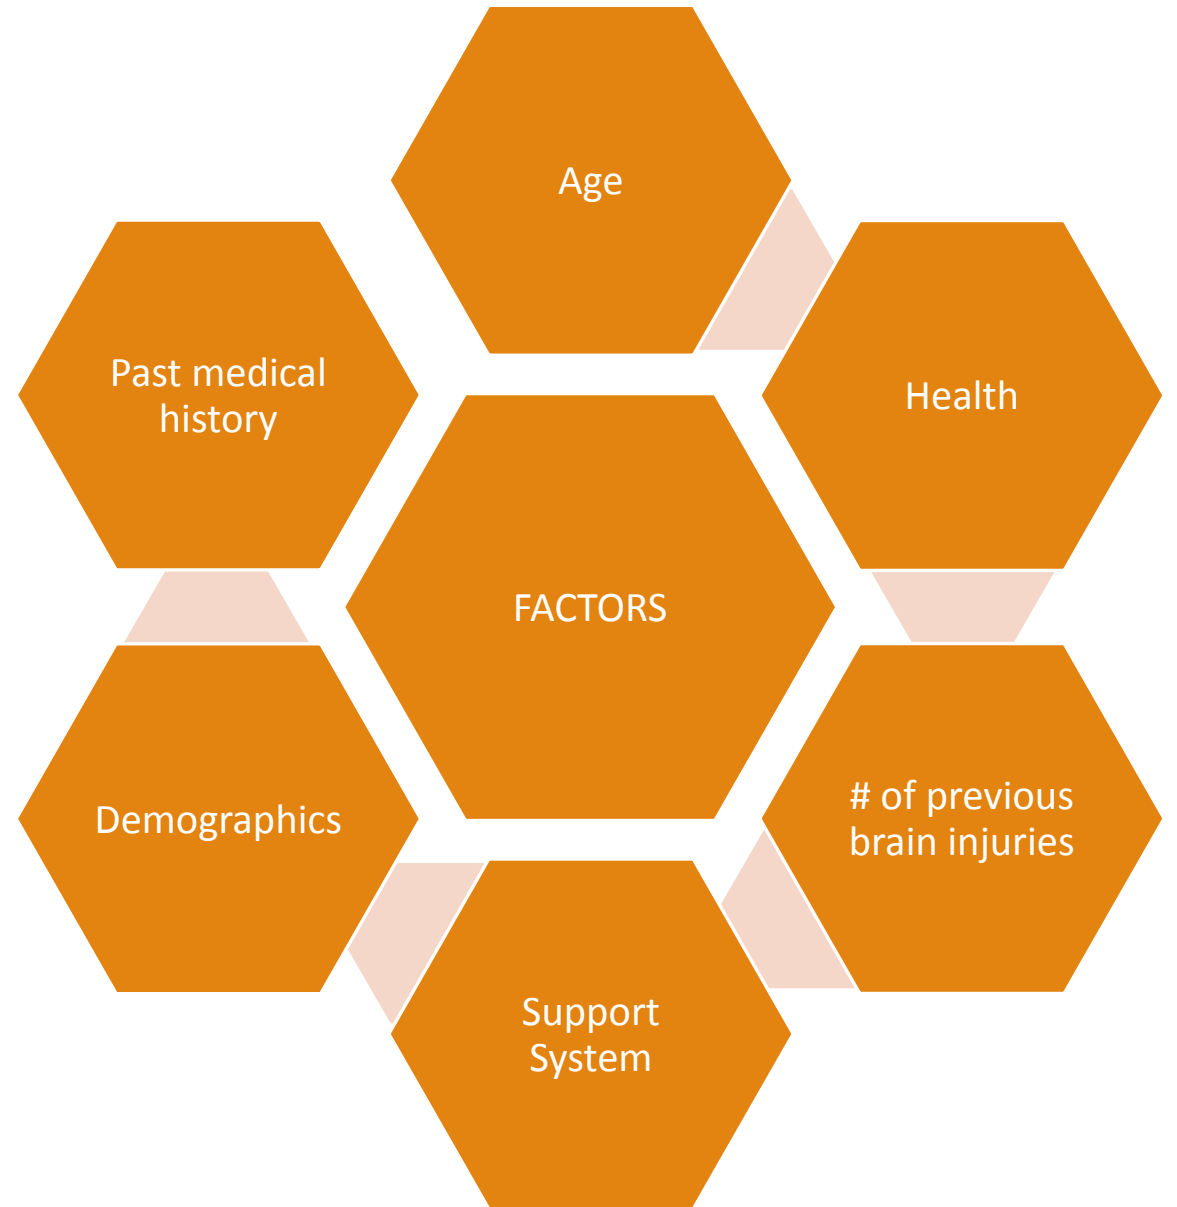 Age
Health
# of previous
brain injuries
Support
System
Demographics
Past medical
history
FACTORS